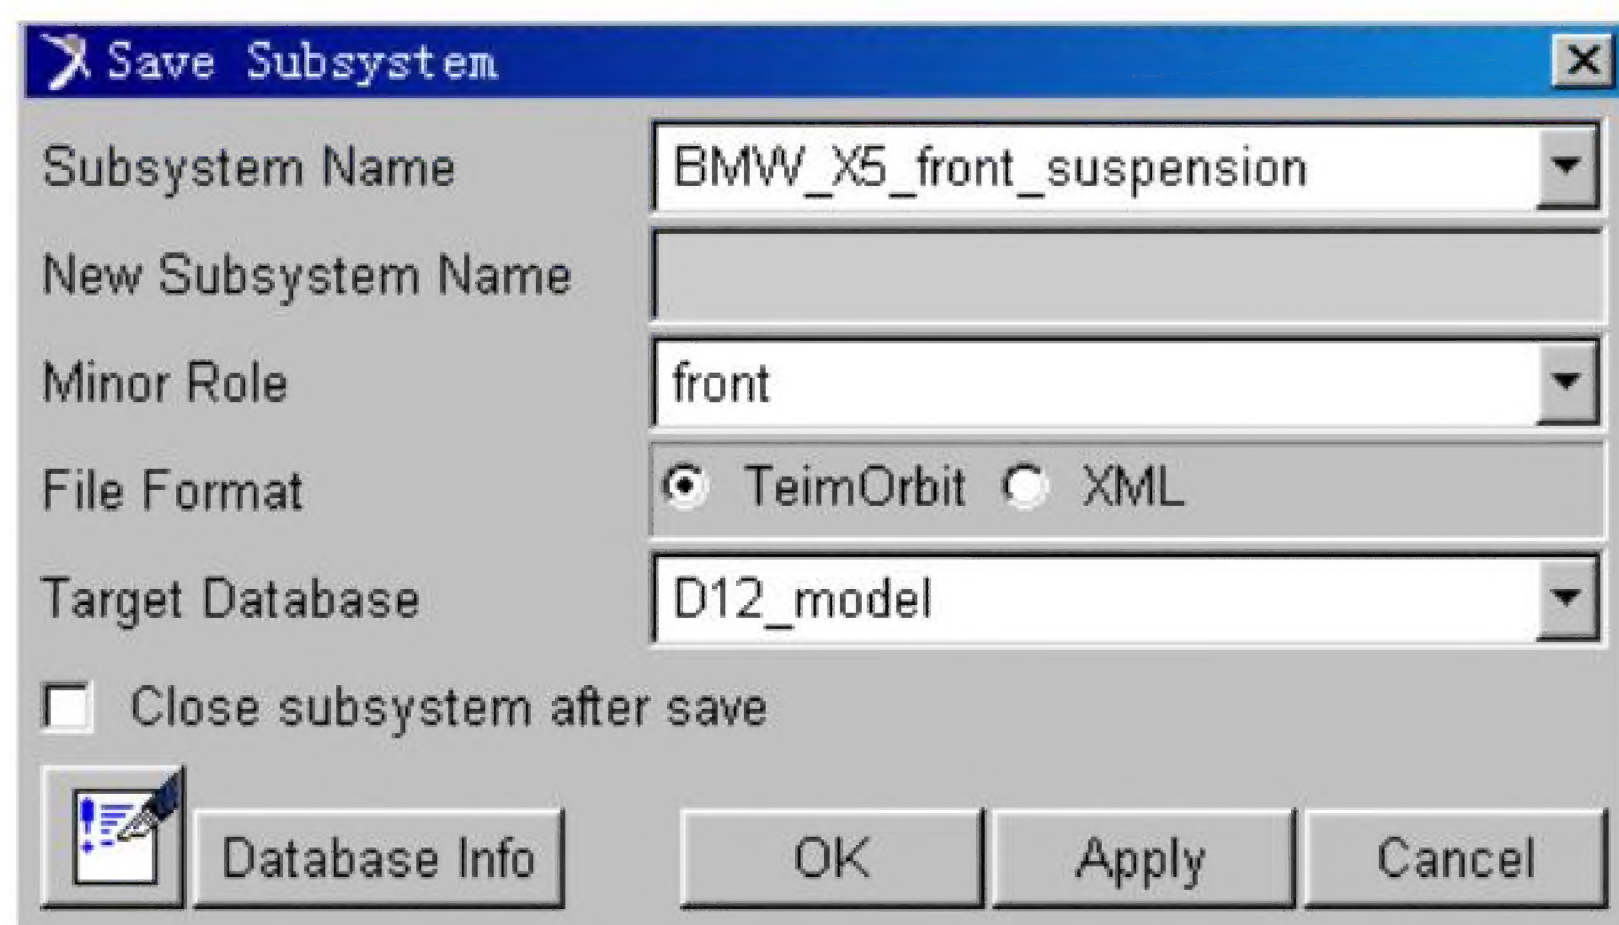 Save Subsystem
Subsystem Name BMW_X5_front_suspension
New Subsystem Name
Minor Role front
File Format TeimOrbit XML
Target Database D12_model
Close subsystem after save
Database Info OK Apply Cancel